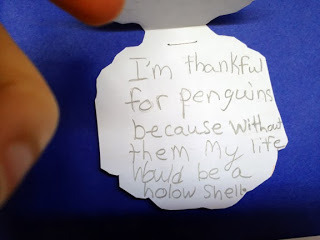 I'm thankful
for penguins
because without
them My life
Would be a
holow shell.